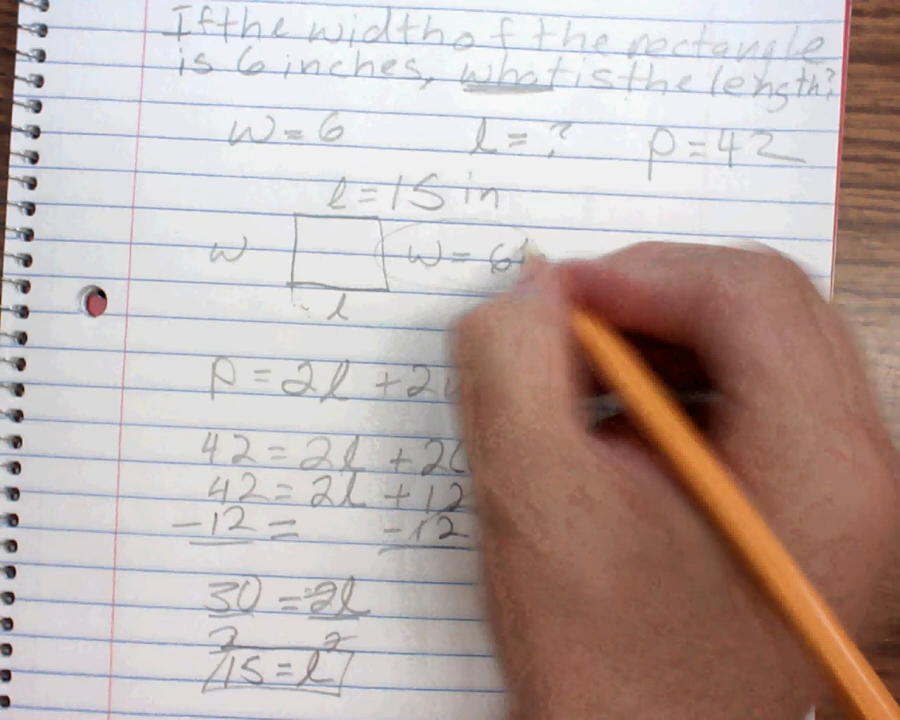 If the width of the rectangle
is 6 inches, what is the length?
w = 6 l = ? P = 42
l = 15 in
w w = 6
l
P = 2l + 2
42 = 2l + 2(
42 = 2l + 12
-12 = -12
30 = 2l
2 2
15 = l